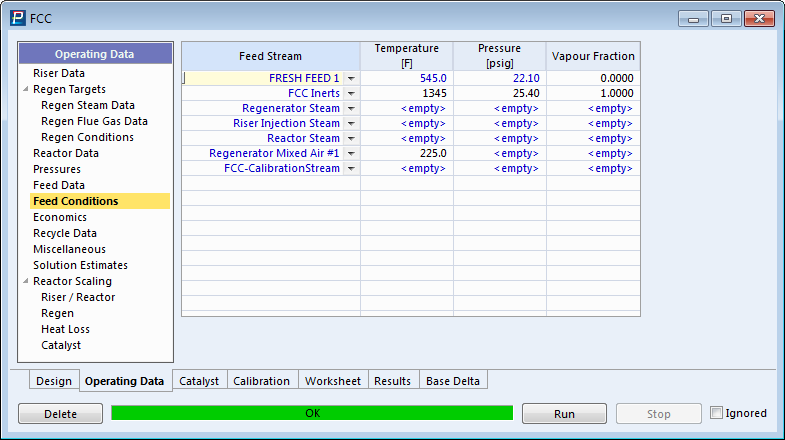 FCC
Operating Data
Riser Data
Regen Targets
Regen Steam Data
Regen Flue Gas Data
Regen Conditions
Reactor Data
Pressures
Feed Data
Feed Conditions
Economics
Recycle Data
Miscellaneous
Solution Estimates
Reactor Scaling
Riser / Reactor
Regen
Heat Loss
Catalyst
Feed Stream Temperature [F] Pressure [psig] Vapour Fraction
FRESH FEED 1 545.0 22.10 0.0000
FCC Inerts 1345 25.40 1.0000
Regenerator Steam <empty> <empty> <empty>
Riser Injection Steam <empty> <empty> <empty>
Reactor Steam <empty> <empty> <empty>
Regenerator Mixed Air #1 225.0 <empty> <empty>
FCC-CalibrationStream <empty> <empty> <empty>
Design Operating Data Catalyst Calibration Worksheet Results Base Delta
Delete OK Run Stop Ignored